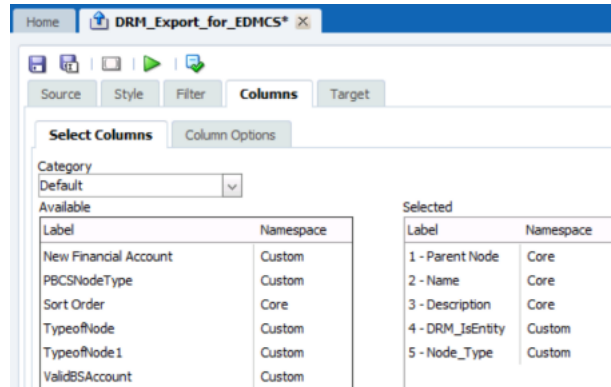 Home DRM_Export_for_EDMCS*
Source Style Filter Columns Target
Select Columns Column Options
Category
Default
Available Selected
Label Namespace Label Namespace
New Financial Account Custom 1 - Parent Node Core
PBCSNodeType Custom 2 - Name Core
Sort Order Core 3 - Description Core
TypeofNode Custom 4 - DRM_IsEntity Custom
TypeofNode1 Custom 5 - Node_Type Custom
ValidBSAccount Custom